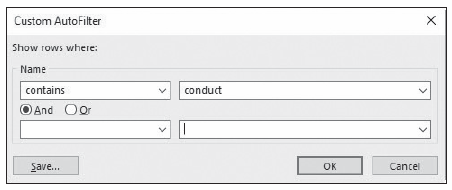 Custom AutoFilter
Show rows where:
Name
contains conduct
And Or
Save... OK Cancel